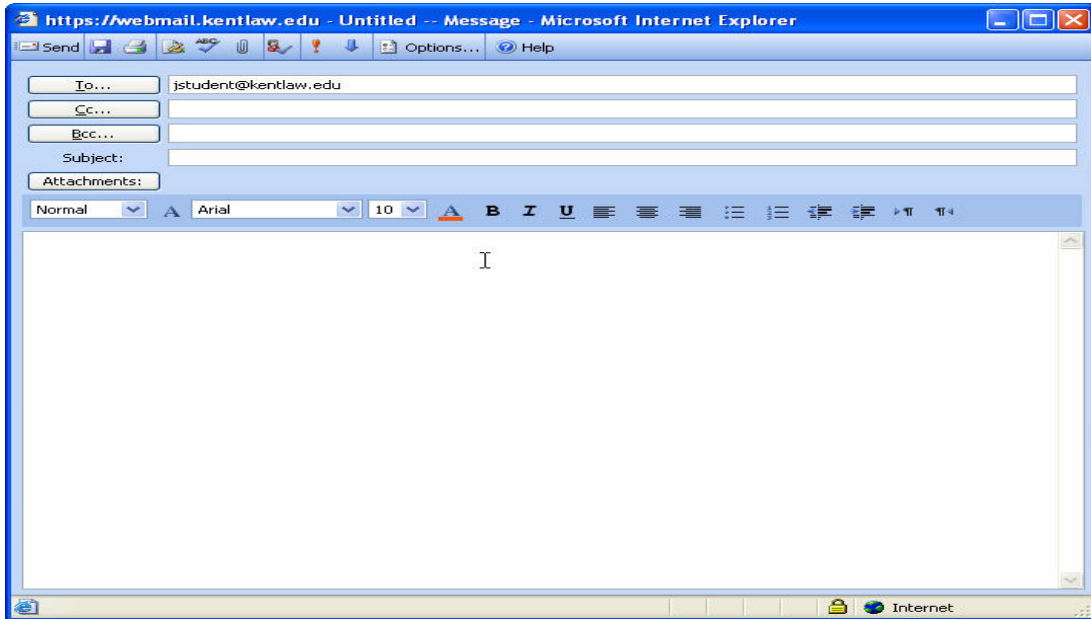 https://webmail.kentlaw.edu - Untitled -- Message - Microsoft Internet Explorer
Send ABC Options... Help
To... jstudent@kentlaw.edu
Cc...
Bcc...
Subject:
Attachments:
Normal A Arial 10 A B I U
Internet